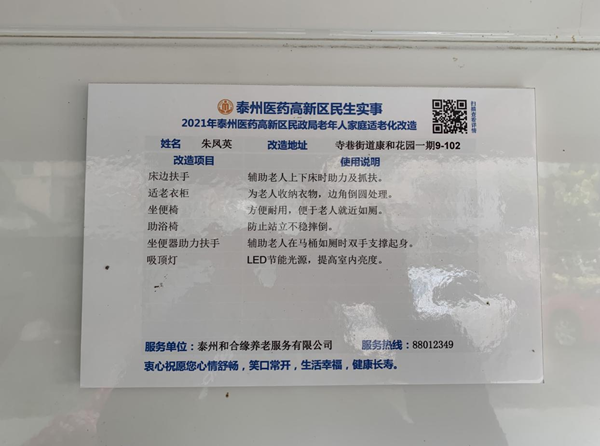 泰州医药高新区民生实事
2021年泰州医药高新区民政局老年人家庭适老化改造
扫码查看详情
姓名 朱凤英 改造地址 寺巷街道康和花园一期9-102
改造项目 使用说明
床边扶手 辅助老人上下床时助力及抓扶。
适老衣柜 为老人收纳衣物，边角倒圆处理。
坐便椅 方便耐用，便于老人就近如厕。
助浴椅 防止站立不稳摔倒。
坐便器助力扶手 辅助老人在马桶如厕时双手支撑起身。
吸顶灯 LED节能光源，提高室内亮度。
服务单位：泰州和合缘养老服务有限公司 服务热线：88012349
衷心祝愿您心情舒畅，笑口常开，生活幸福，健康长寿。